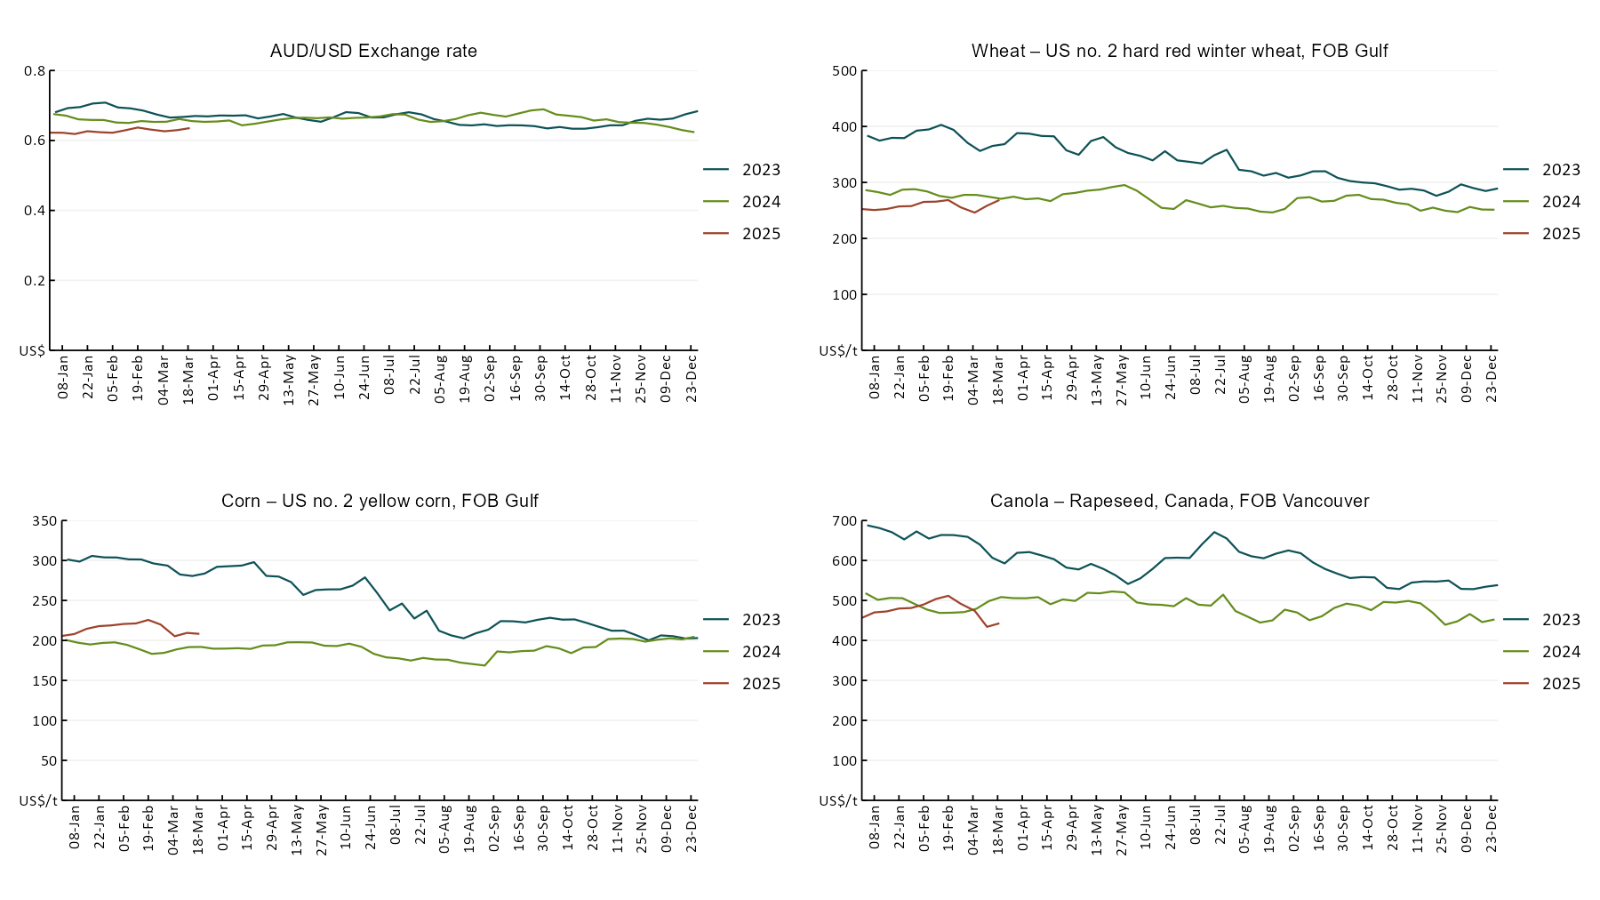 AUD/USD Exchange rate
0.8
0.6
0.4
0.2
US$
08-Jan
22-Jan
05-Feb
19-Feb
04-Mar
18-Mar
01-Apr
15-Apr
29-Apr
13-May
27-May
10-Jun
24-Jun
08-Jul
22-Jul
05-Aug
19-Aug
02-Sep
16-Sep
30-Sep
14-Oct
28-Oct
11-Nov
25-Nov
09-Dec
23-Dec
2023
2024
2025
Wheat – US no. 2 hard red winter wheat, FOB Gulf
500
400
300
200
100
US$/t
08-Jan
22-Jan
05-Feb
19-Feb
04-Mar
18-Mar
01-Apr
15-Apr
29-Apr
13-May
27-May
10-Jun
24-Jun
08-Jul
22-Jul
05-Aug
19-Aug
02-Sep
16-Sep
30-Sep
14-Oct
28-Oct
11-Nov
25-Nov
09-Dec
23-Dec
2023
2024
2025
Corn – US no. 2 yellow corn, FOB Gulf
350
300
250
200
150
100
50
US$/t
08-Jan
22-Jan
05-Feb
19-Feb
04-Mar
18-Mar
01-Apr
15-Apr
29-Apr
13-May
27-May
10-Jun
24-Jun
08-Jul
22-Jul
05-Aug
19-Aug
02-Sep
16-Sep
30-Sep
14-Oct
28-Oct
11-Nov
25-Nov
09-Dec
23-Dec
2023
2024
2025
Canola – Rapeseed, Canada, FOB Vancouver
700
600
500
400
300
200
100
US$/t
08-Jan
22-Jan
05-Feb
19-Feb
04-Mar
18-Mar
01-Apr
15-Apr
29-Apr
13-May
27-May
10-Jun
24-Jun
08-Jul
22-Jul
05-Aug
19-Aug
02-Sep
16-Sep
30-Sep
14-Oct
28-Oct
11-Nov
25-Nov
09-Dec
23-Dec
2023
2024
2025